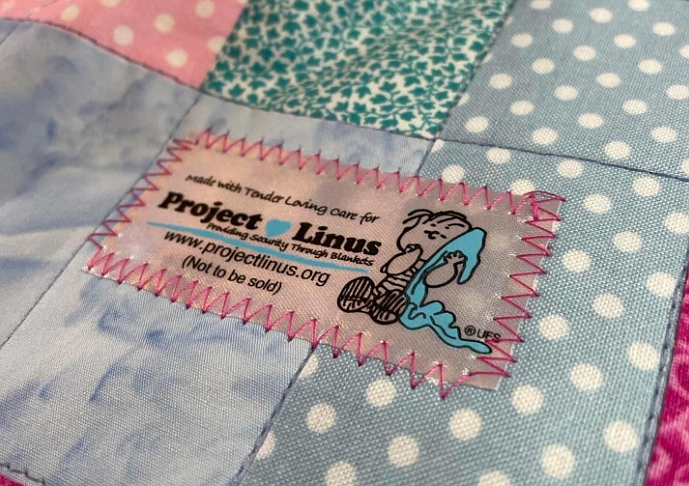 Made with Tender Loving Care for
Project Linus
Providing Security Through Blankets
www.projectlinus.org
(Not to be sold)
® UFS